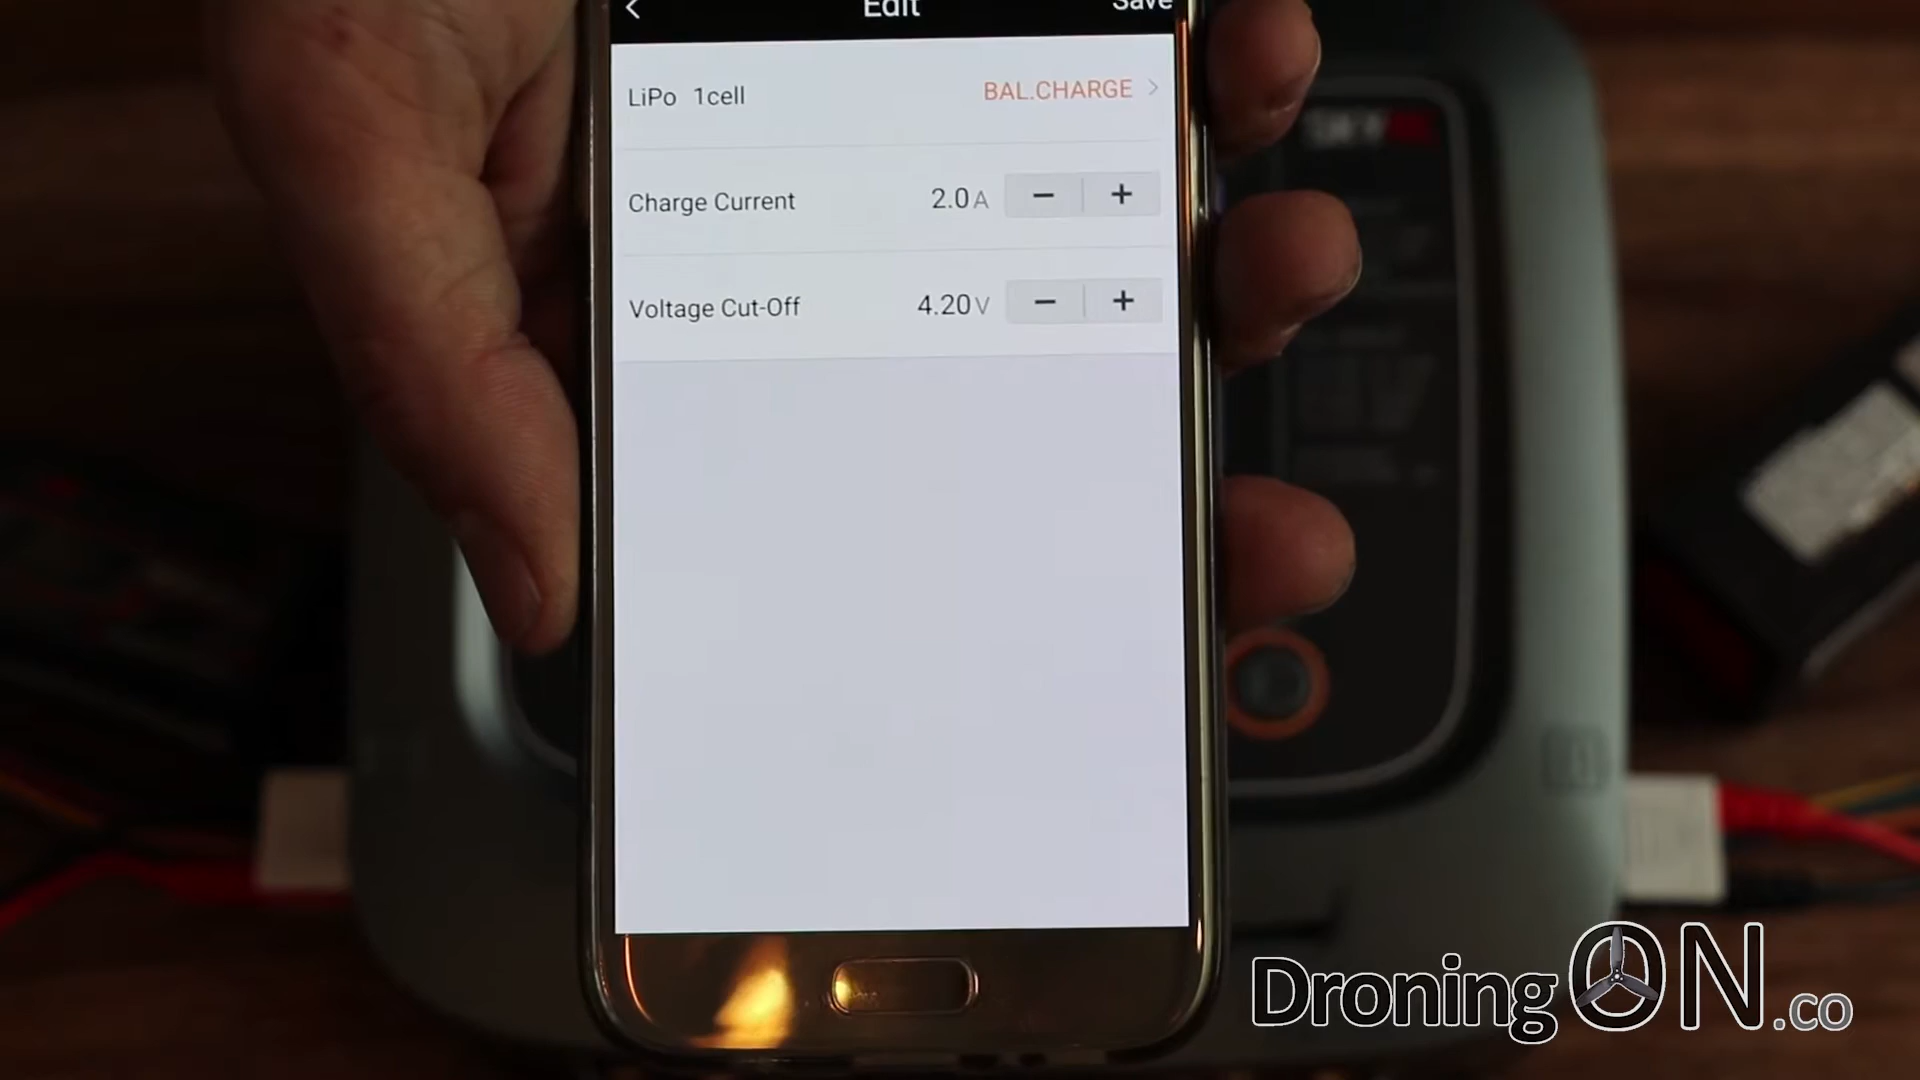 Edit
Save
LiPo 1cell
BAL.CHARGE
Charge Current
2.0A
Voltage Cut-Off
4.20V
DroningON.co